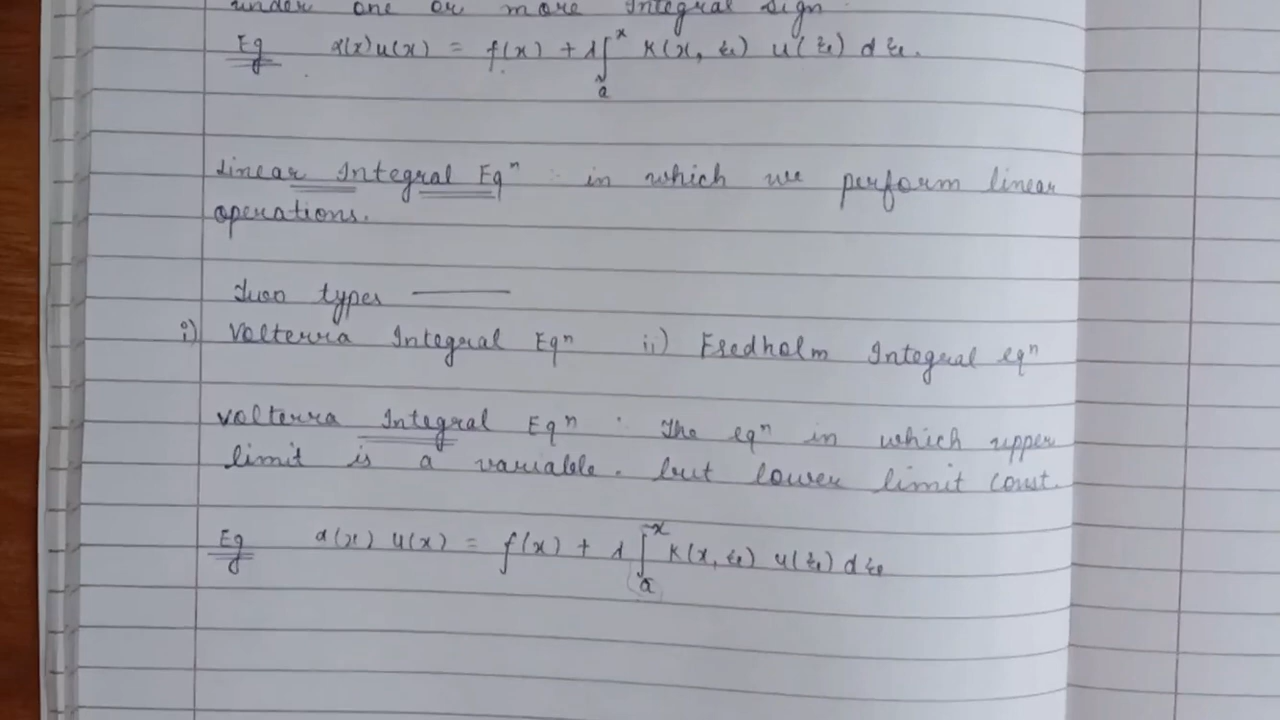 under one or more Integral sign
Eg α(x)u(x) = f(x) + λ∫ₐˣ K(x, ξ) u(ξ) dξ.
Linear Integral Eqⁿ : in which we perform linear
operations.
Two types ———
i) Volterra Integral Eqⁿ ii) Fredholm Integral eqⁿ
Volterra Integral Eqⁿ : The eqⁿ in which upper
limit is a variable. but lower limit const.
Eg α(x) u(x) = f(x) + λ ∫ₐˣ K(x, ξ) u(ξ) dξ